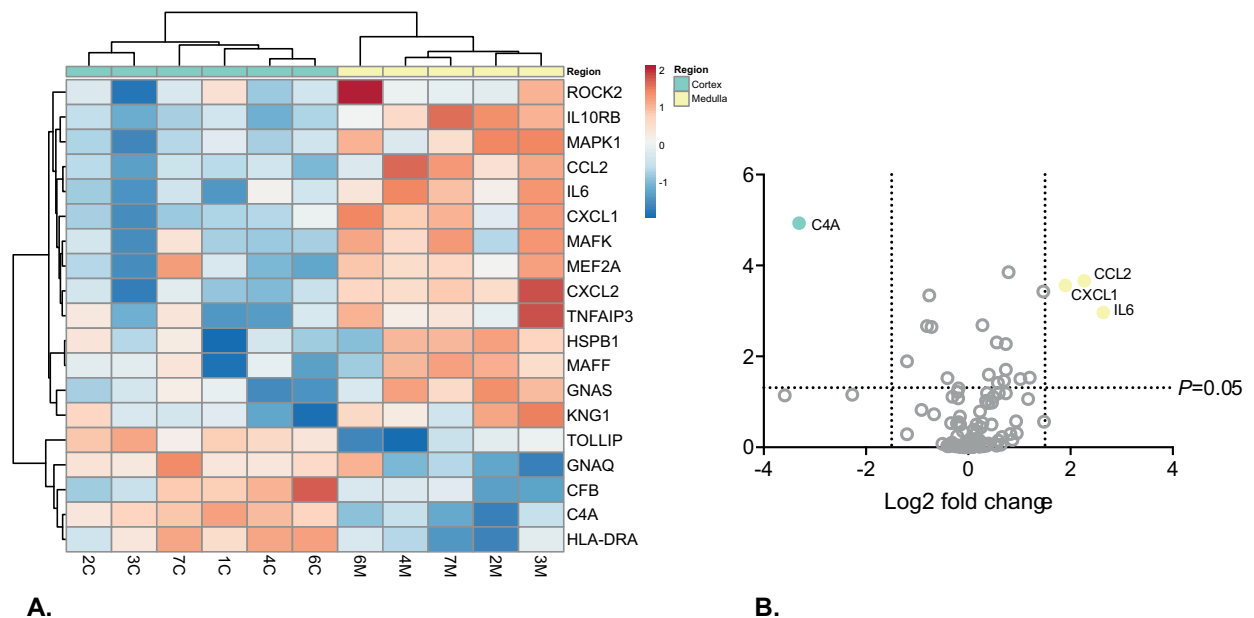 Region
ROCK2
IL10RB
MAPK1
CCL2
IL6
CXCL1
MAFK
MEF2A
CXCL2
TNFAIP3
HSPB1
MAFF
GNAS
KNG1
TOLLIP
GNAQ
CFB
C4A
HLA-DRA
2C 3C 7C 1C 4C 6C 6M 4M 7M 2M 3M
2
1
0
-1
Region
Cortex
Medulla
A.
6
4
2
0
-4 -2 0 2 4
C4A
CCL2
CXCL1
IL6
P=0.05
Log2 fold change
B.